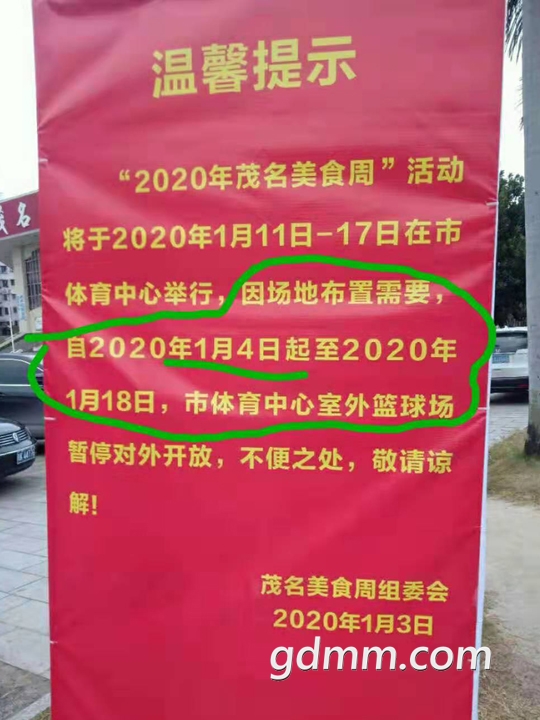 温馨提示
“2020年茂名美食周”活动
将于2020年1月11日-17日在市
体育中心举行，因场地布置需要，
自2020年1月4日起至2020年
1月18日，市体育中心室外篮球场
暂停对外开放，不便之处，敬请谅
解！
茂名美食周组委会
2020年1月3日
gdmm.com
茂名